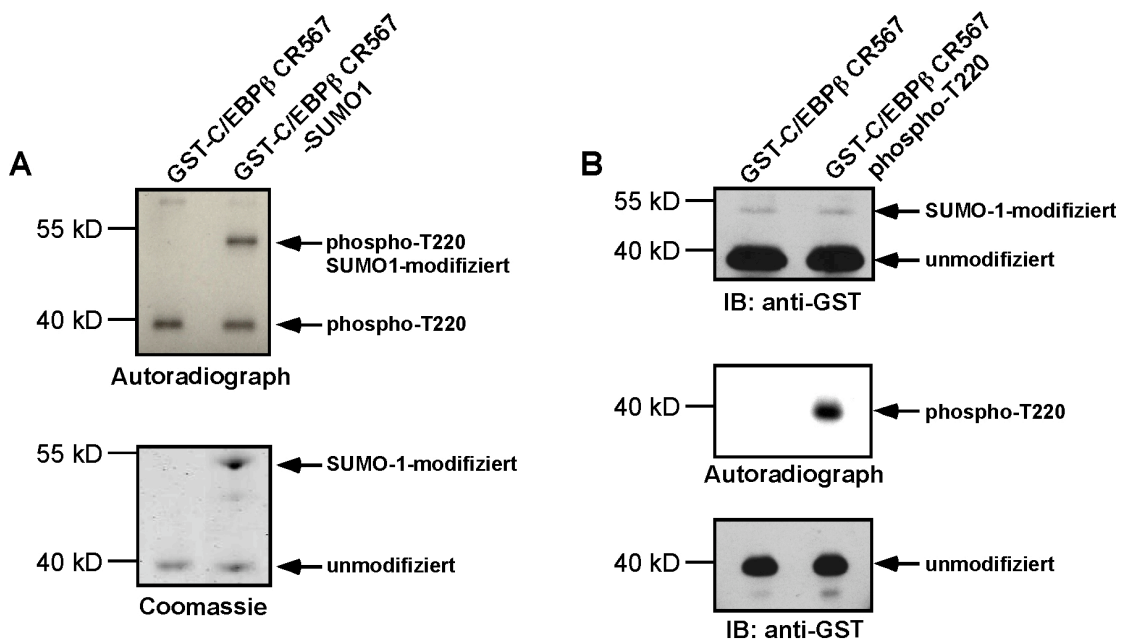 A
GST-C/EBPβ CR567
GST-C/EBPβ CR567
-SUMO1
55 kD
40 kD
phospho-T220
SUMO1-modifiziert
phospho-T220
Autoradiograph
55 kD
40 kD
SUMO-1-modifiziert
unmodifiziert
Coomassie
B
GST-C/EBPβ CR567
GST-C/EBPβ CR567
phospho-T220
55 kD
40 kD
SUMO-1-modifiziert
unmodifiziert
IB: anti-GST
40 kD
phospho-T220
Autoradiograph
40 kD
unmodifiziert
IB: anti-GST